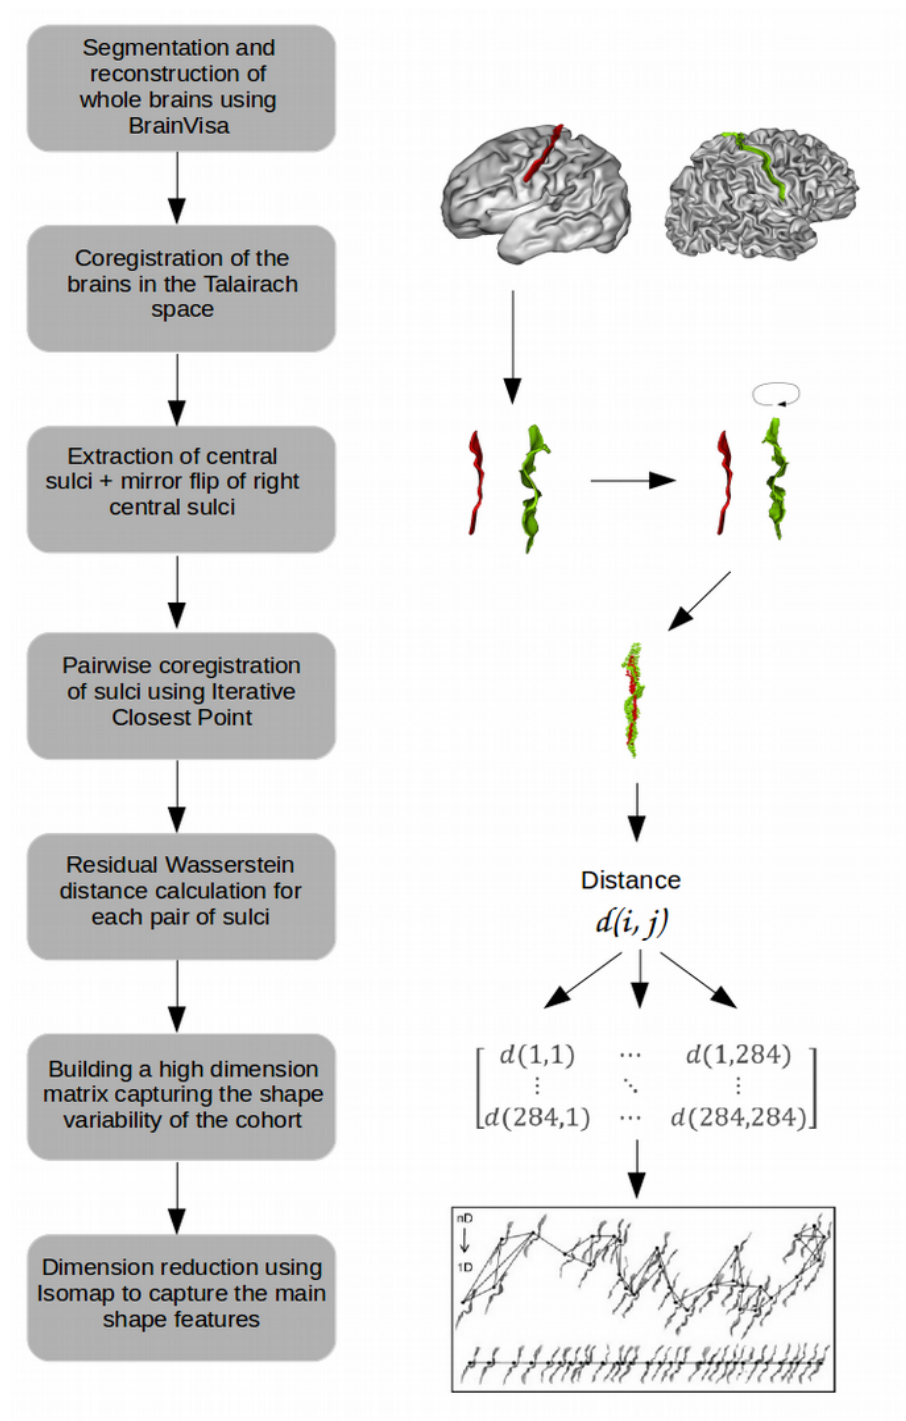 Segmentation and
reconstruction of
whole brains using
BrainVisa
Coregistration of the
brains in the Talairach
space
Extraction of central
sulci + mirror flip of right
central sulci
Pairwise coregistration
of sulci using Iterative
Closest Point
Residual Wasserstein
distance calculation for
each pair of sulci
Building a high dimension
matrix capturing the shape
variability of the cohort
Dimension reduction using
Isomap to capture the main
shape features
Distance
d(i, j)
d(1,1) ⋯ d(1,284)
⋮ ⋱ ⋮
d(284,1) ⋯ d(284,284)
nD
1D